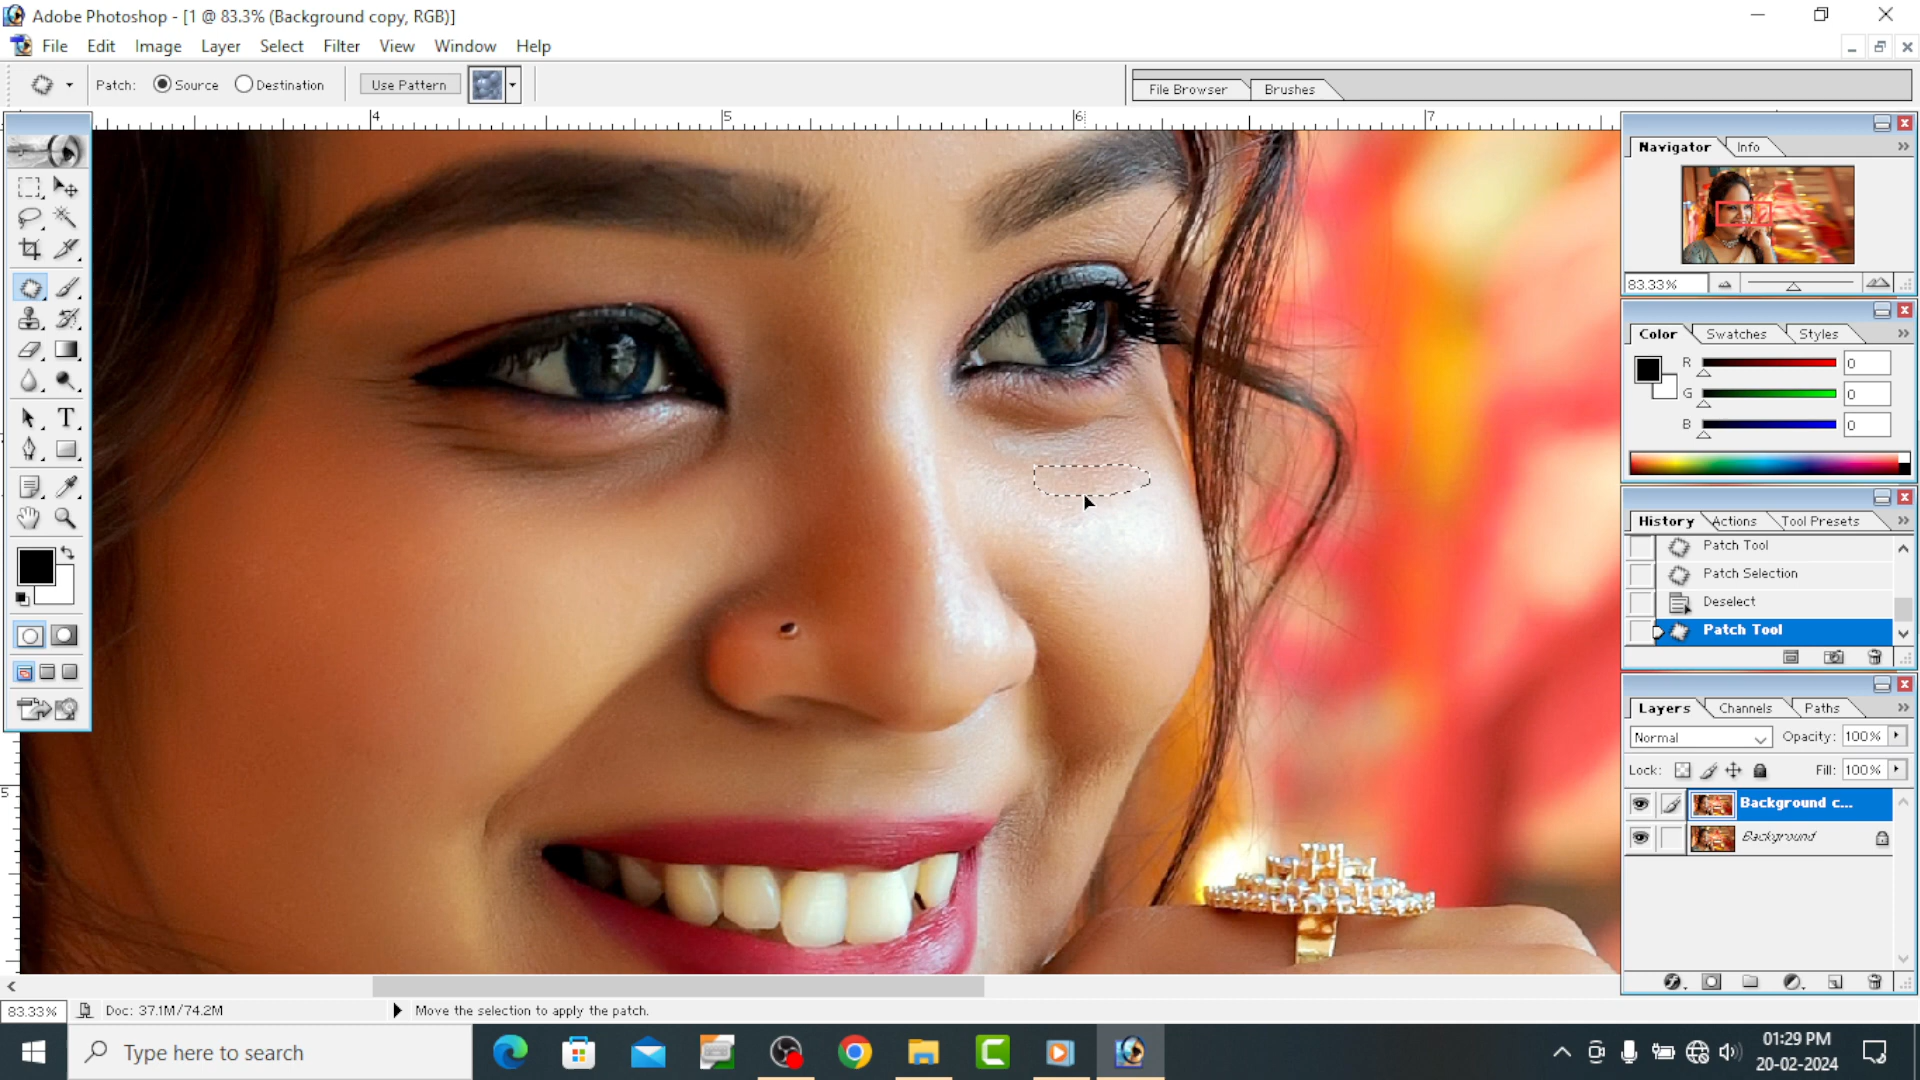 Adobe Photoshop - [1 @ 83.3% (Background copy, RGB)]
File Edit Image Layer Select Filter View Window Help
Patch: Source Destination Use Pattern
File Browser Brushes
4 5 6 7
Navigator Info
83.33%
Color Swatches Styles
R 0
G 0
B 0
History Actions Tool Presets
Patch Tool
Patch Selection
Deselect
Patch Tool
Layers Channels Paths
Normal Opacity: 100%
Lock: Fill: 100%
Background c...
Background
T
5
83.33% Doc: 37.1M/74.2M Move the selection to apply the patch.
Type here to search
01:29 PM
20-02-2024